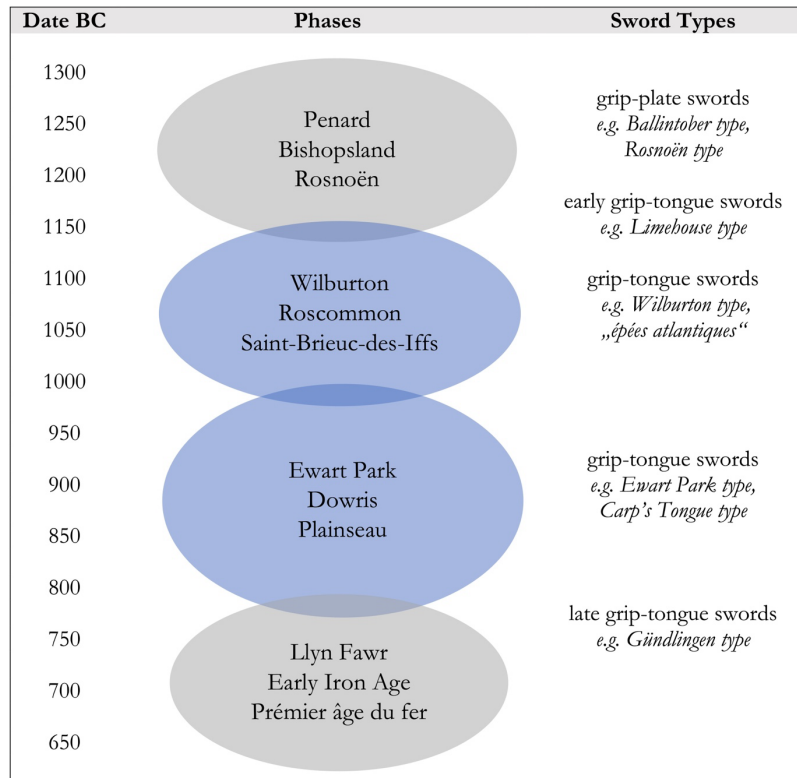 Date BC Phases Sword Types
1300
1250
1200
1150
1100
1050
1000
950
900
850
800
750
700
650
Penard
Bishopsland
Rosnoën
Wilburton
Roscommon
Saint-Brieuc-des-Iffs
Ewart Park
Dowris
Plainseau
Llyn Fawr
Early Iron Age
Prémier âge du fer
grip-plate swords
e.g. Ballintober type,
Rosnoën type
early grip-tongue swords
e.g. Limehouse type
grip-tongue swords
e.g. Wilburton type,
„épées atlantiques“
grip-tongue swords
e.g. Ewart Park type,
Carp’s Tongue type
late grip-tongue swords
e.g. Gündlingen type